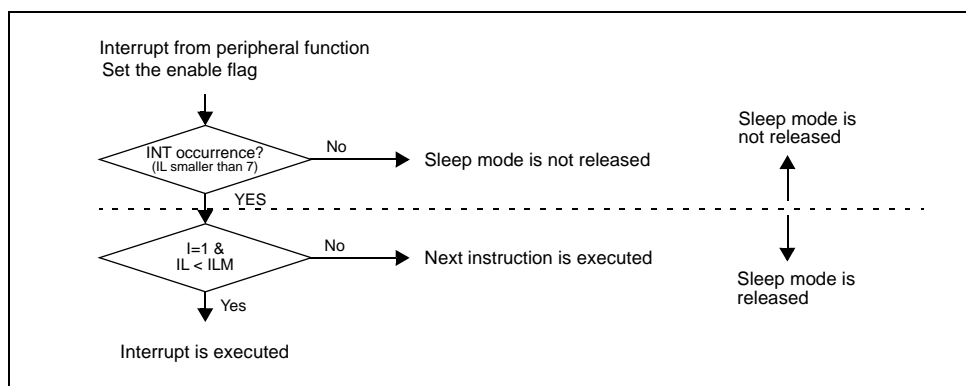 Interrupt from peripheral function
Set the enable flag
INT occurrence?
(IL smaller than 7)
No
Sleep mode is not released
Sleep mode is
not released
YES
I=1 &
IL < ILM
No
Next instruction is executed
Sleep mode is
released
Yes
Interrupt is executed